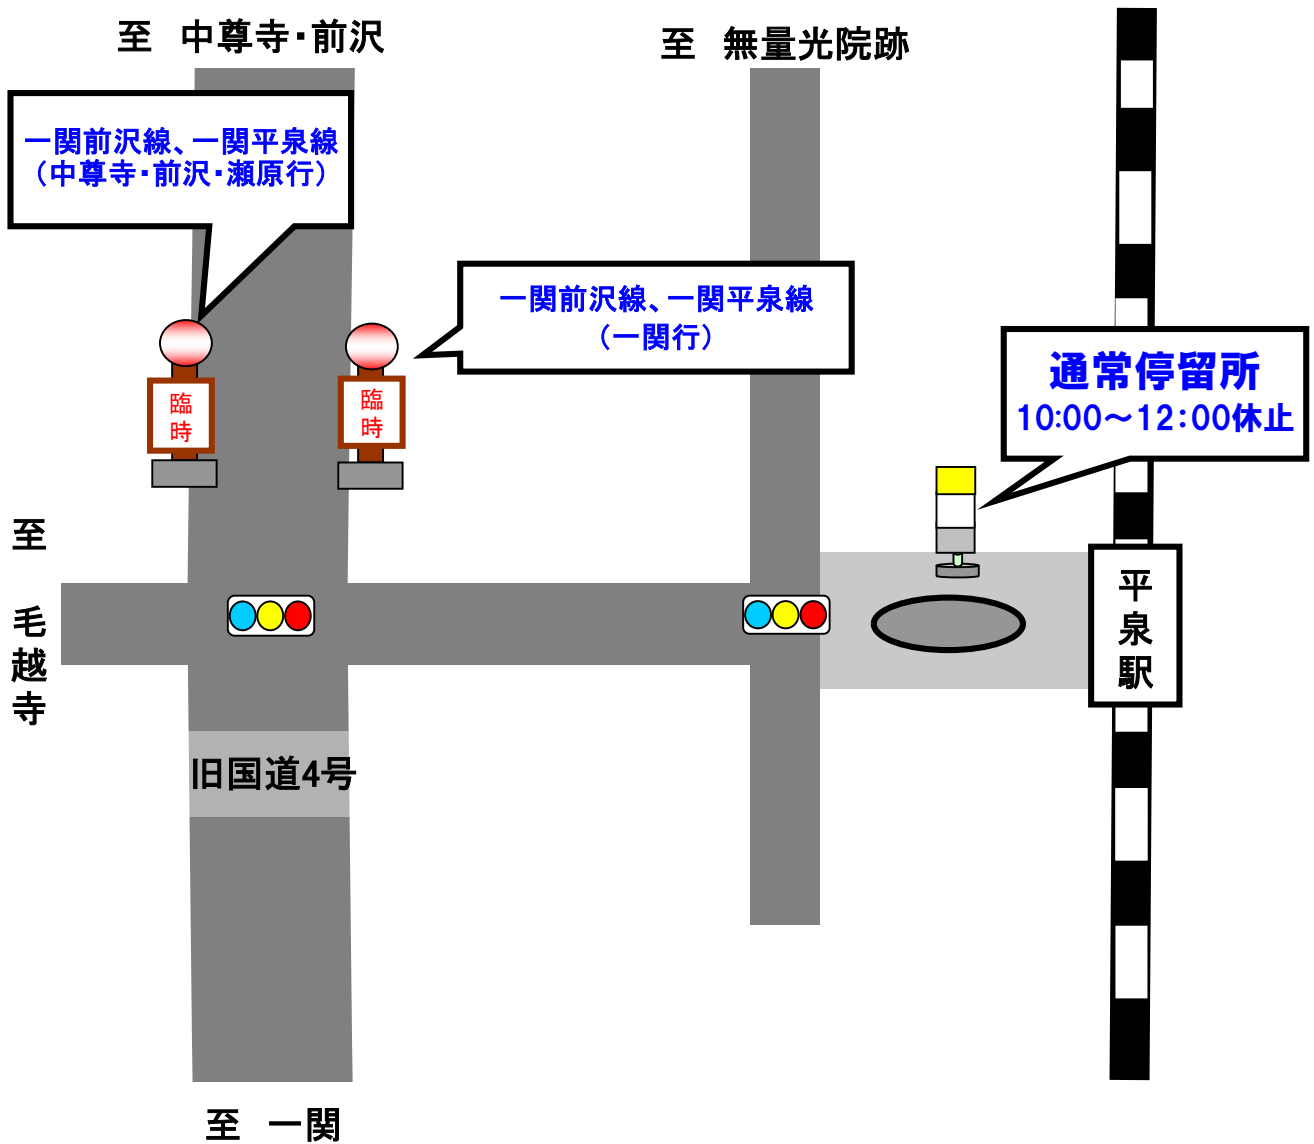 至 中尊寺・前沢
至 無量光院跡
一関前沢線、一関平泉線
（中尊寺・前沢・瀬原行）
一関前沢線、一関平泉線
（一関行）
通常停留所
10:00～12:00休止
臨時
臨時
至 毛越寺
平泉駅
旧国道4号
至 一関